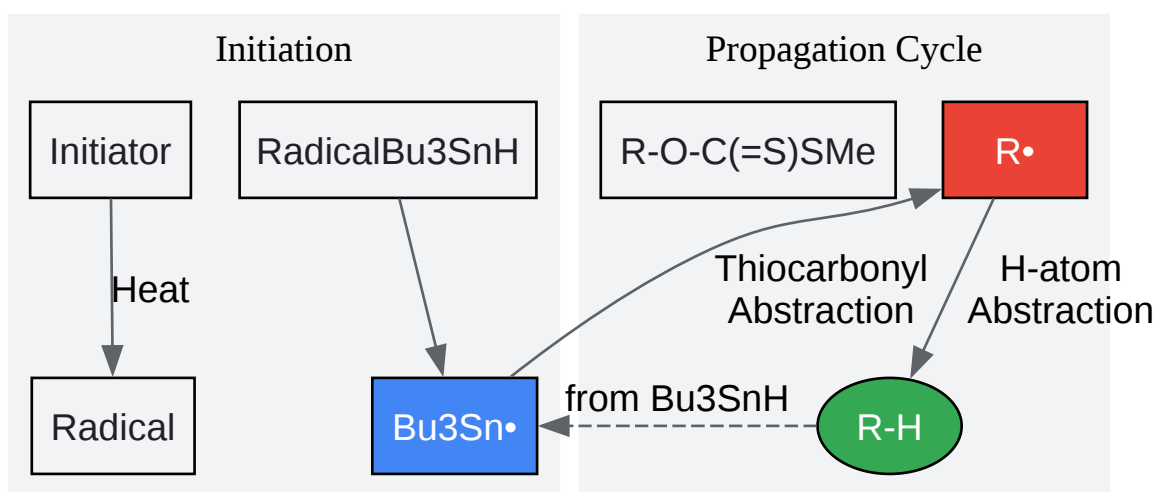 Initiation
Propagation Cycle
Initiator
RadicalBu3SnH
R-O-C(=S)SMe
R•
Heat
Thiocarbonyl
Abstraction
H-atom
Abstraction
from Bu3SnH
Radical
Bu3Sn•
R-H